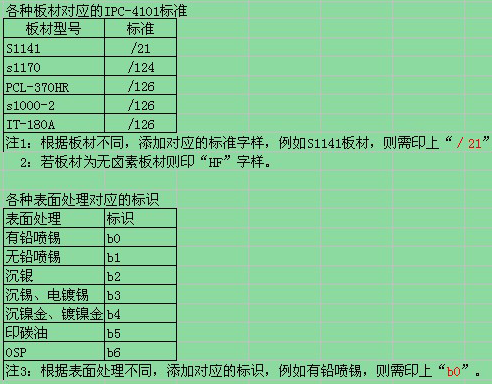 各种板材对应的IPC-4101标准
板材型号 标准
S1141 /21
s1170 /124
PCL-370HR /126
s1000-2 /126
IT-180A /126
注1：根据板材不同，添加对应的标准字样，例如S1141板材，则需印上“/21”
2：若板材为无卤素板材则印“HF”字样。
各种表面处理对应的标识
表面处理 标识
有铅喷锡 b0
无铅喷锡 b1
沉银 b2
沉锡、电镀锡 b3
沉镍金、镀镍金 b4
印碳油 b5
OSP b6
注3：根据表面处理不同，添加对应的标识，例如有铅喷锡，则需印上“b0”。